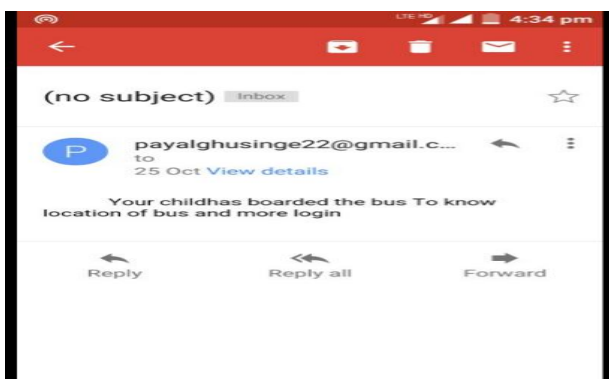 LTE HD 4:34 pm
(no subject) Inbox
P payalghusinge22@gmail.c...
to
25 Oct View details
Your childhas boarded the bus To know
location of bus and more login
Reply Reply all Forward